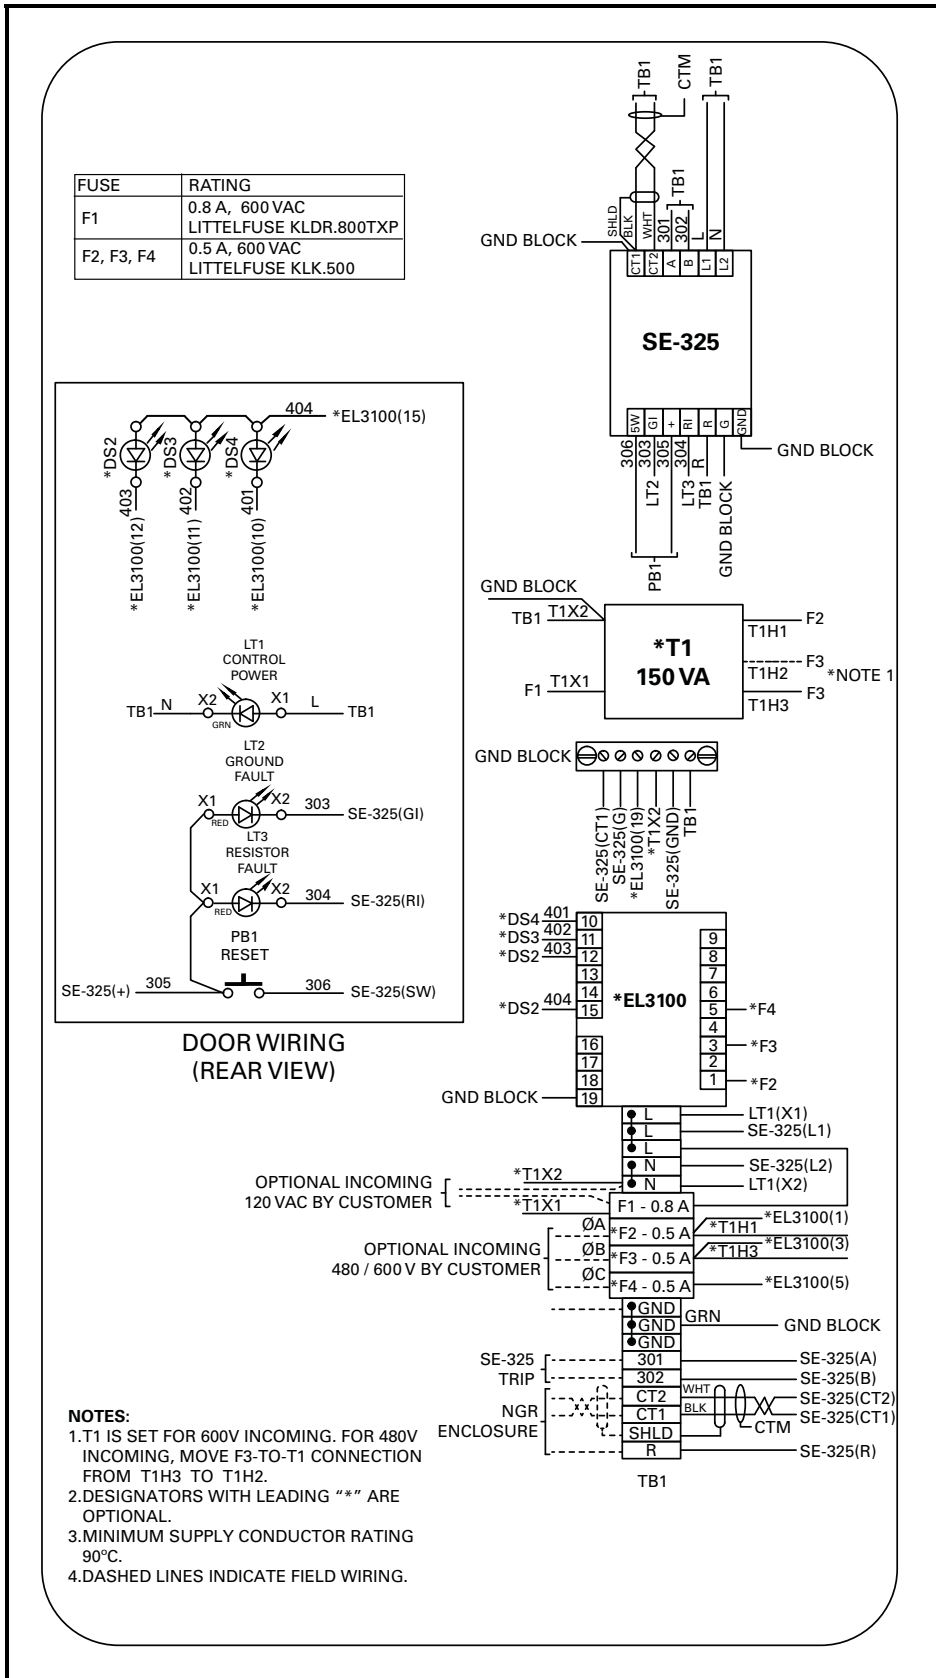 TB1
CTM
TB1
FUSE RATING
F1 0.8 A, 600 VAC
LITTELFUSE KLDR.800TXP
F2, F3, F4 0.5 A, 600 VAC
LITTELFUSE KLK.500
SHLD
BLK
WHT
301
302
TB1
L
N
GND BLOCK
CT1
CT2
A
B
L1
L2
SE-325
5W
GI
+
RI
R
G
GND
GND BLOCK
306
303
305
304
R
LT2
LT3
TB1
GND BLOCK
PB1
404 *EL3100(15)
*DS2
*DS3
*DS4
403
402
401
*EL3100(12)
*EL3100(11)
*EL3100(10)
LT1
CONTROL
POWER
TB1 N X2 X1 L TB1
GRN
LT2
GROUND
FAULT
X1 X2 303 SE-325(GI)
RED
LT3
RESISTOR
FAULT
X1 X2 304 SE-325(RI)
RED
PB1
RESET
SE-325(+) 305 306 SE-325(SW)
DOOR WIRING
(REAR VIEW)
GND BLOCK
TB1 T1X2
F1 T1X1
*T1
150 VA
T1H1 F2
T1H2 F3
*NOTE 1
T1H3 F3
GND BLOCK
SE-325(CT1)
SE-325(G)
*EL3100(19)
*T1X2
SE-325(GND)
TB1
*DS4 401 10
*DS3 402 11
*DS2 403 12
13
14
*DS2 404 15
16
17
18
GND BLOCK 19
*EL3100
9
8
7
6
5 *F4
4
3 *F3
2
1 *F2
L LT1(X1)
L SE-325(L1)
L
N SE-325(L2)
N LT1(X2)
OPTIONAL INCOMING
120 VAC BY CUSTOMER
*T1X2
*T1X1
F1 - 0.8 A
OPTIONAL INCOMING
480 / 600 V BY CUSTOMER
ØA *F2 - 0.5 A *EL3100(1)
*T1H1
ØB *F3 - 0.5 A *EL3100(3)
*T1H3
ØC *F4 - 0.5 A *EL3100(5)
GND
GND GRN GND BLOCK
GND
SE-325
TRIP
301 SE-325(A)
302 SE-325(B)
NGR
ENCLOSURE
CT2 WHT SE-325(CT2)
CT1 BLK SE-325(CT1)
CTM
SHLD
R SE-325(R)
TB1
NOTES:
1.T1 IS SET FOR 600V INCOMING. FOR 480V
INCOMING, MOVE F3-TO-T1 CONNECTION
FROM T1H3 TO T1H2.
2.DESIGNATORS WITH LEADING “*” ARE
OPTIONAL.
3.MINIMUM SUPPLY CONDUCTOR RATING
90°C.
4.DASHED LINES INDICATE FIELD WIRING.